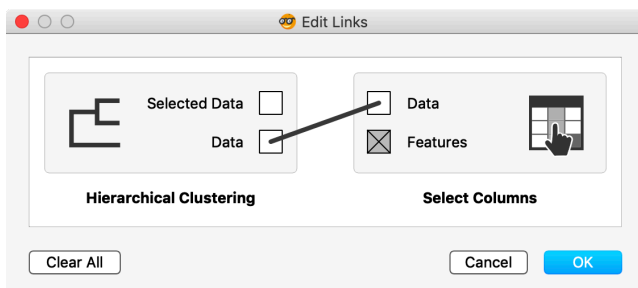 Edit Links
Selected Data
Data
Data
Features
Hierarchical Clustering
Select Columns
Clear All
Cancel
OK